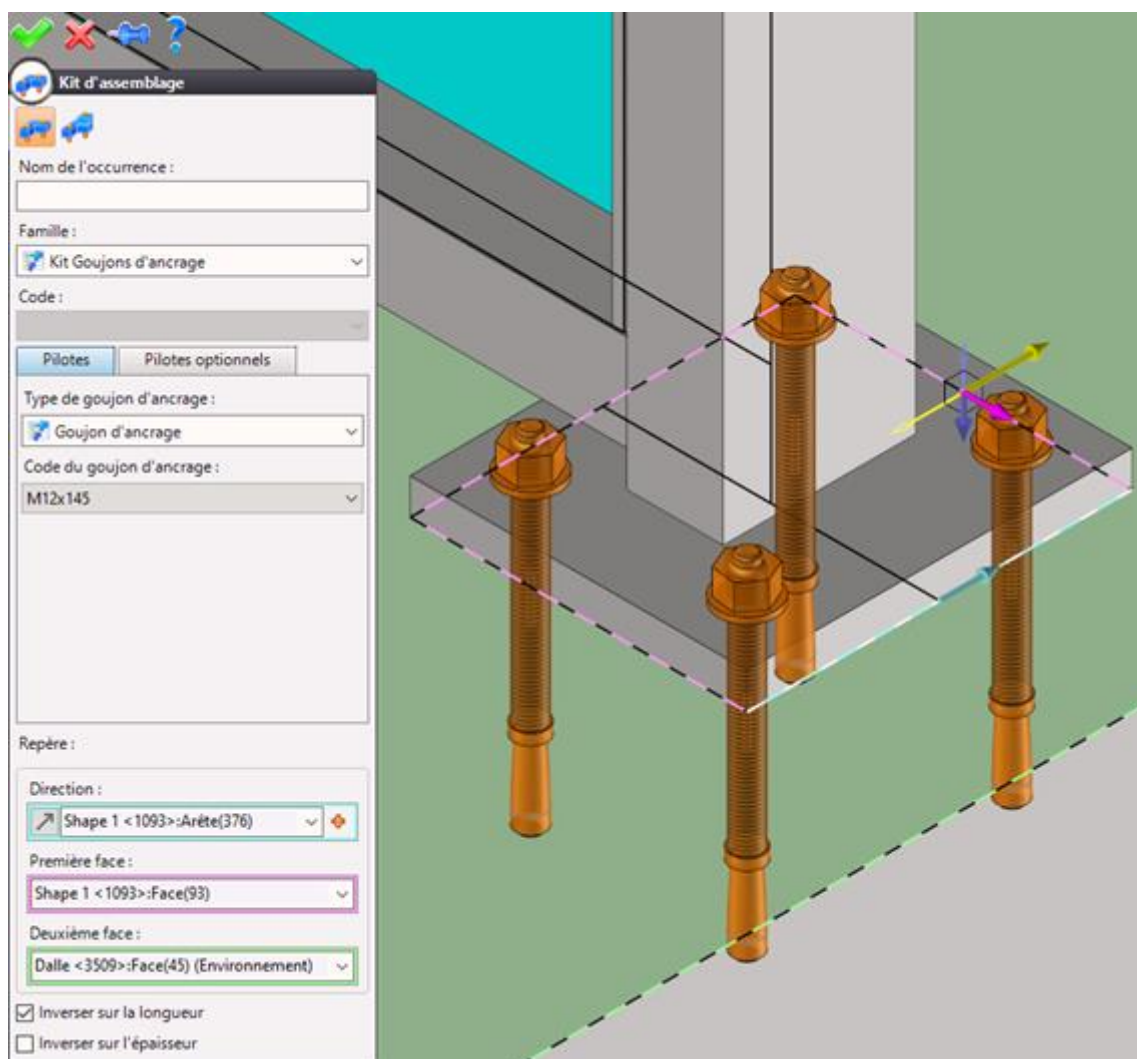 Kit d'assemblage
Nom de l'occurrence :
Famille :
Kit Goujons d'ancrage
Code :
Pilotes Pilotes optionnels
Type de goujon d'ancrage :
Goujon d'ancrage
Code du goujon d'ancrage :
M12x145
Repère :
Direction :
Shape 1 <1093>:Arête(376)
Première face :
Shape 1 <1093>:Face(93)
Deuxième face :
Dalle <3509>:Face(45) (Environnement)
Inverser sur la longueur
Inverser sur l'épaisseur